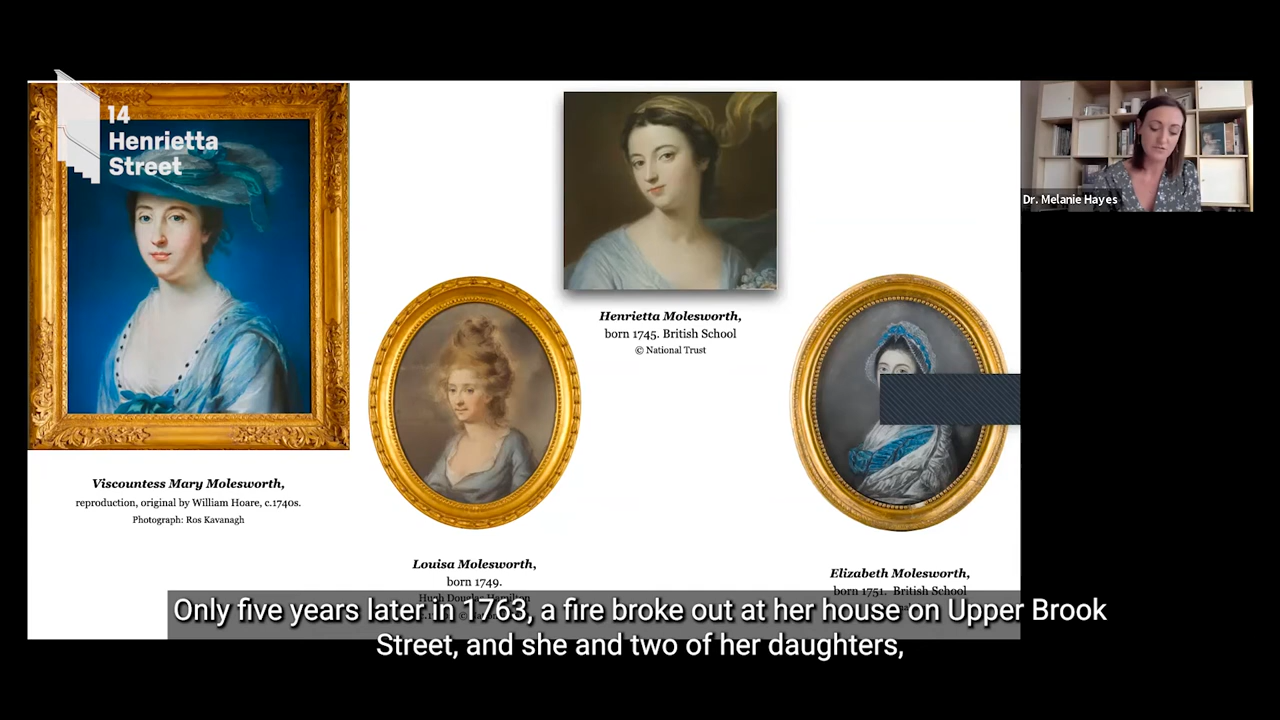 14
Henrietta
Street
Dr. Melanie Hayes
Henrietta Molesworth,
born 1745. British School
© National Trust
Viscountess Mary Molesworth,
reproduction, original by William Hoare, c.1740s.
Photograph: Ros Kavanagh
Louisa Molesworth,
born 1749.
Hugh Douglas Hamilton
Elizabeth Molesworth,
born 1751. British School
Only five years later in 1763, a fire broke out at her house on Upper Brook
Street, and she and two of her daughters,